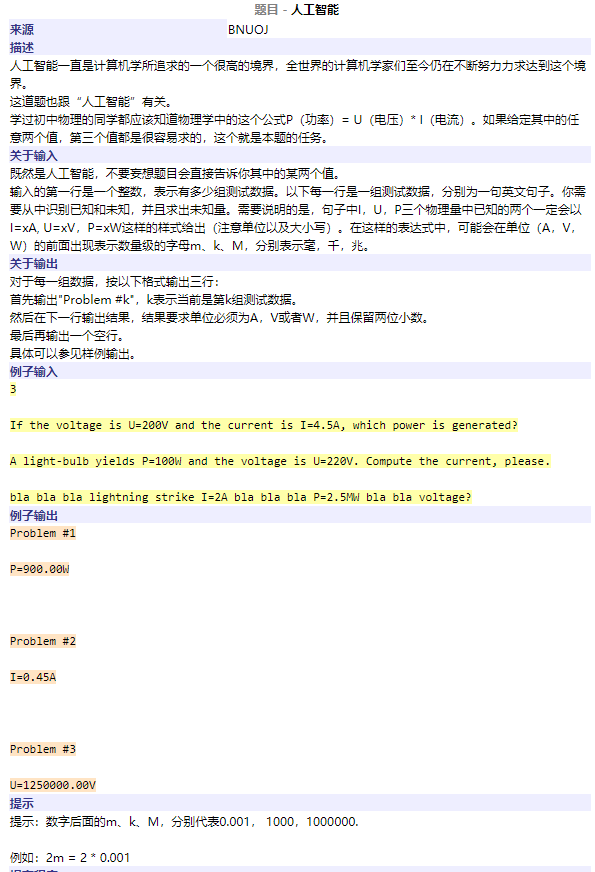 题目 - 人工智能
来源 BNUOJ
描述
人工智能一直是计算机学所追求的一个很高的境界，全世界的计算机学家们至今仍在不断努力力求达到这个境
界。
这道题也跟“人工智能”有关。
学过初中物理的同学都应该知道物理学中的这个公式P（功率）= U（电压）* I（电流）。如果给定其中的任
意两个值，第三个值都是很容易求的，这个就是本题的任务。
关于输入
既然是人工智能，不要妄想题目会直接告诉你其中的某两个值。
输入的第一行是一个整数，表示有多少组测试数据。以下每一行是一组测试数据，分别为一句英文句子。你需
要从中识别已知和未知，并且求出未知量。需要说明的是，句子中I，U，P三个物理量中已知的两个一定会以
I=xA, U=xV，P=xW这样的样式给出（注意单位以及大小写）。在这样的表达式中，可能会在单位（A，V，
W）的前面出现表示数量级的字母m、k、M，分别表示毫，千，兆。
关于输出
对于每一组数据，按以下格式输出三行：
首先输出"Problem #k"，k表示当前是第k组测试数据。
然后在下一行输出结果，结果要求单位必须为A，V或者W，并且保留两位小数。
最后再输出一个空行。
具体可以参见样例输出。
例子输入
3
If the voltage is U=200V and the current is I=4.5A, which power is generated?
A light-bulb yields P=100W and the voltage is U=220V. Compute the current, please.
bla bla bla lightning strike I=2A bla bla bla P=2.5MW bla bla voltage?
例子输出
Problem #1
P=900.00W
Problem #2
I=0.45A
Problem #3
U=1250000.00V
提示
提示：数字后面的m、k、M，分别代表0.001， 1000，1000000.
例如：2m = 2 * 0.001